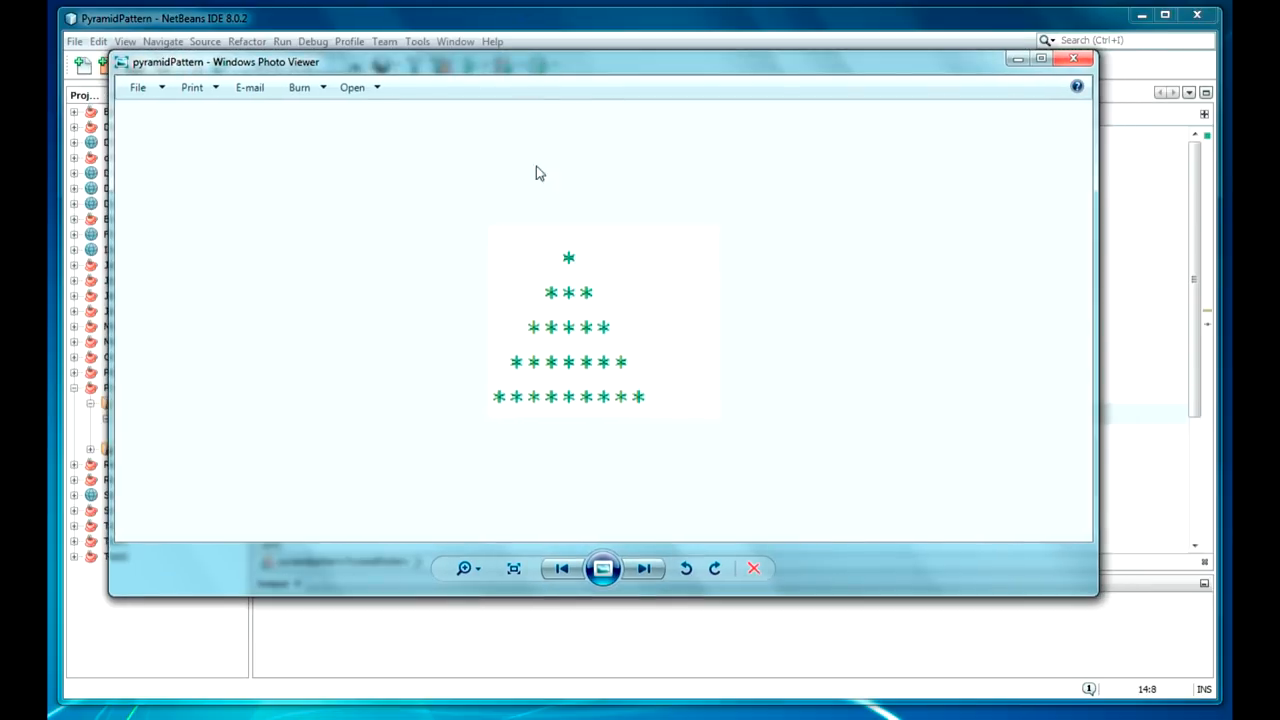 PyramidPattern - NetBeans IDE 8.0.2
File Edit View Navigate Source Refactor Run Debug Profile Team Tools Window Help
Search (Ctrl+I)
pyramidPattern - Windows Photo Viewer
File Print E-mail Burn Open
Proj...
*
* * *
* * * * *
* * * * * * *
* * * * * * * * *
1
14:8
INS